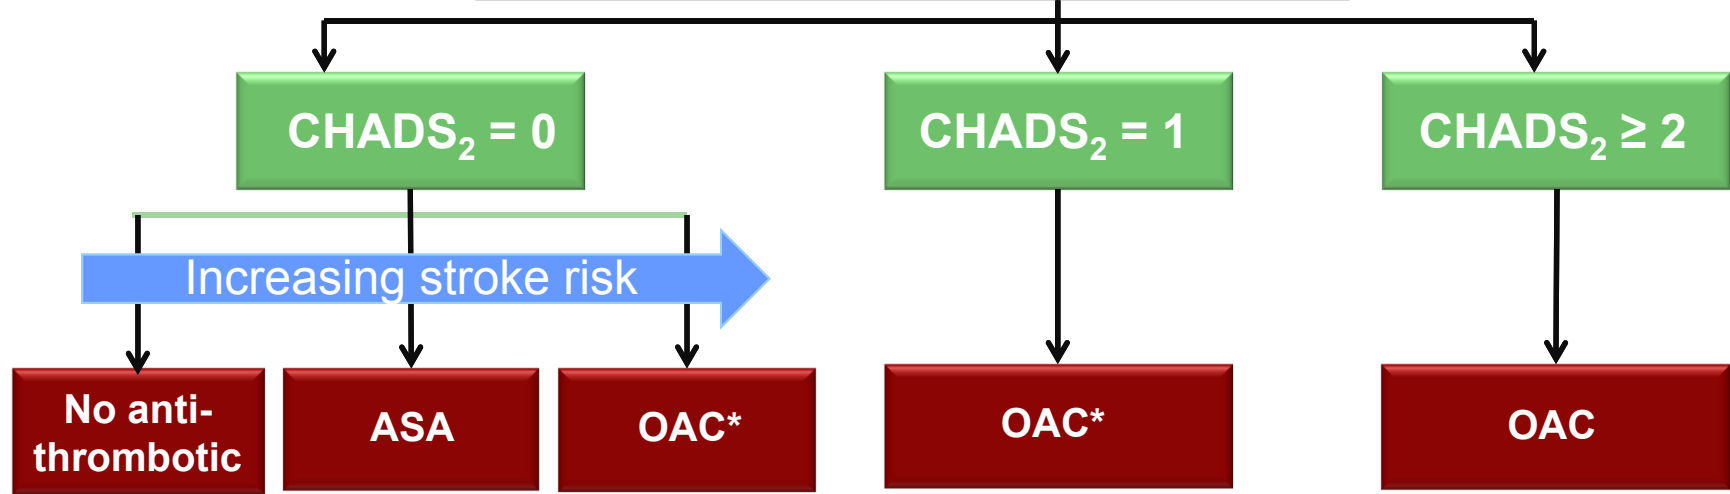 CHADS₂ = 0
CHADS₂ = 1
CHADS₂ ≥ 2
Increasing stroke risk
No anti-
thrombotic
ASA
OAC*
OAC*
OAC